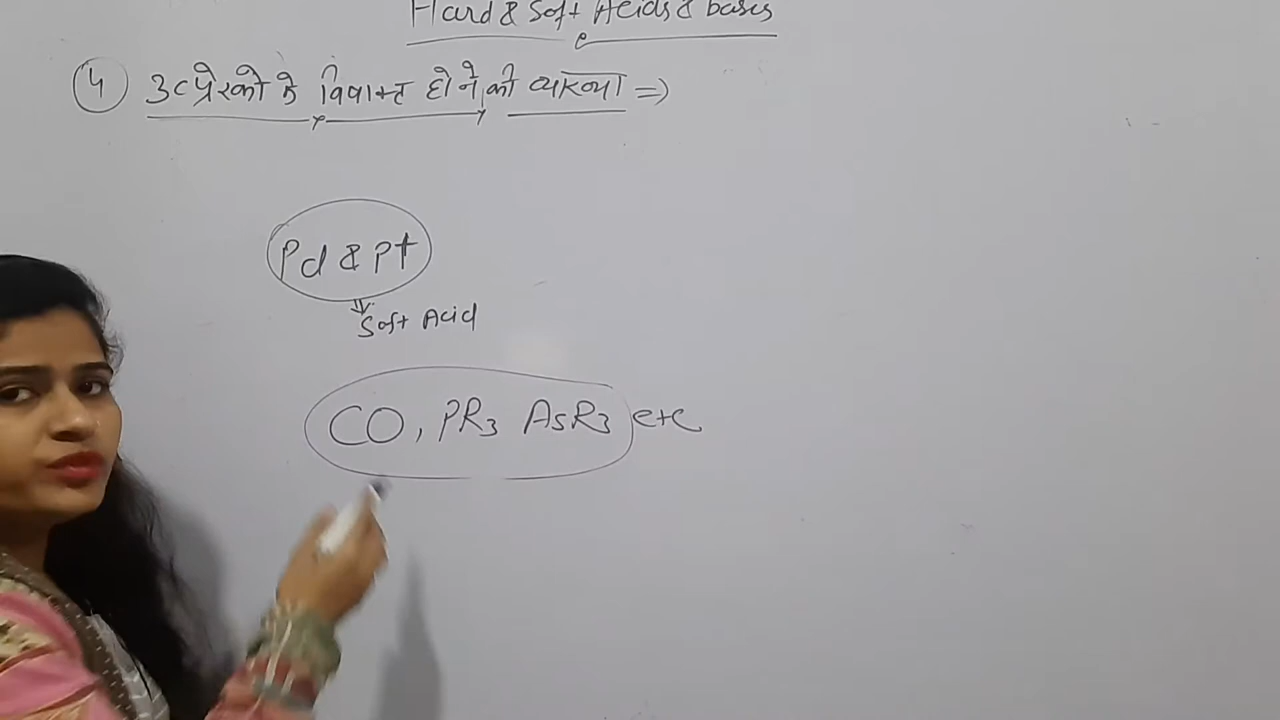 Hard & Soft Acids & bases
4 उत्प्रेरको के विषाक्त होने की व्याख्या ⇒
Pd & Pt
⇓
Soft Acid
CO, PR3 AsR3 etc